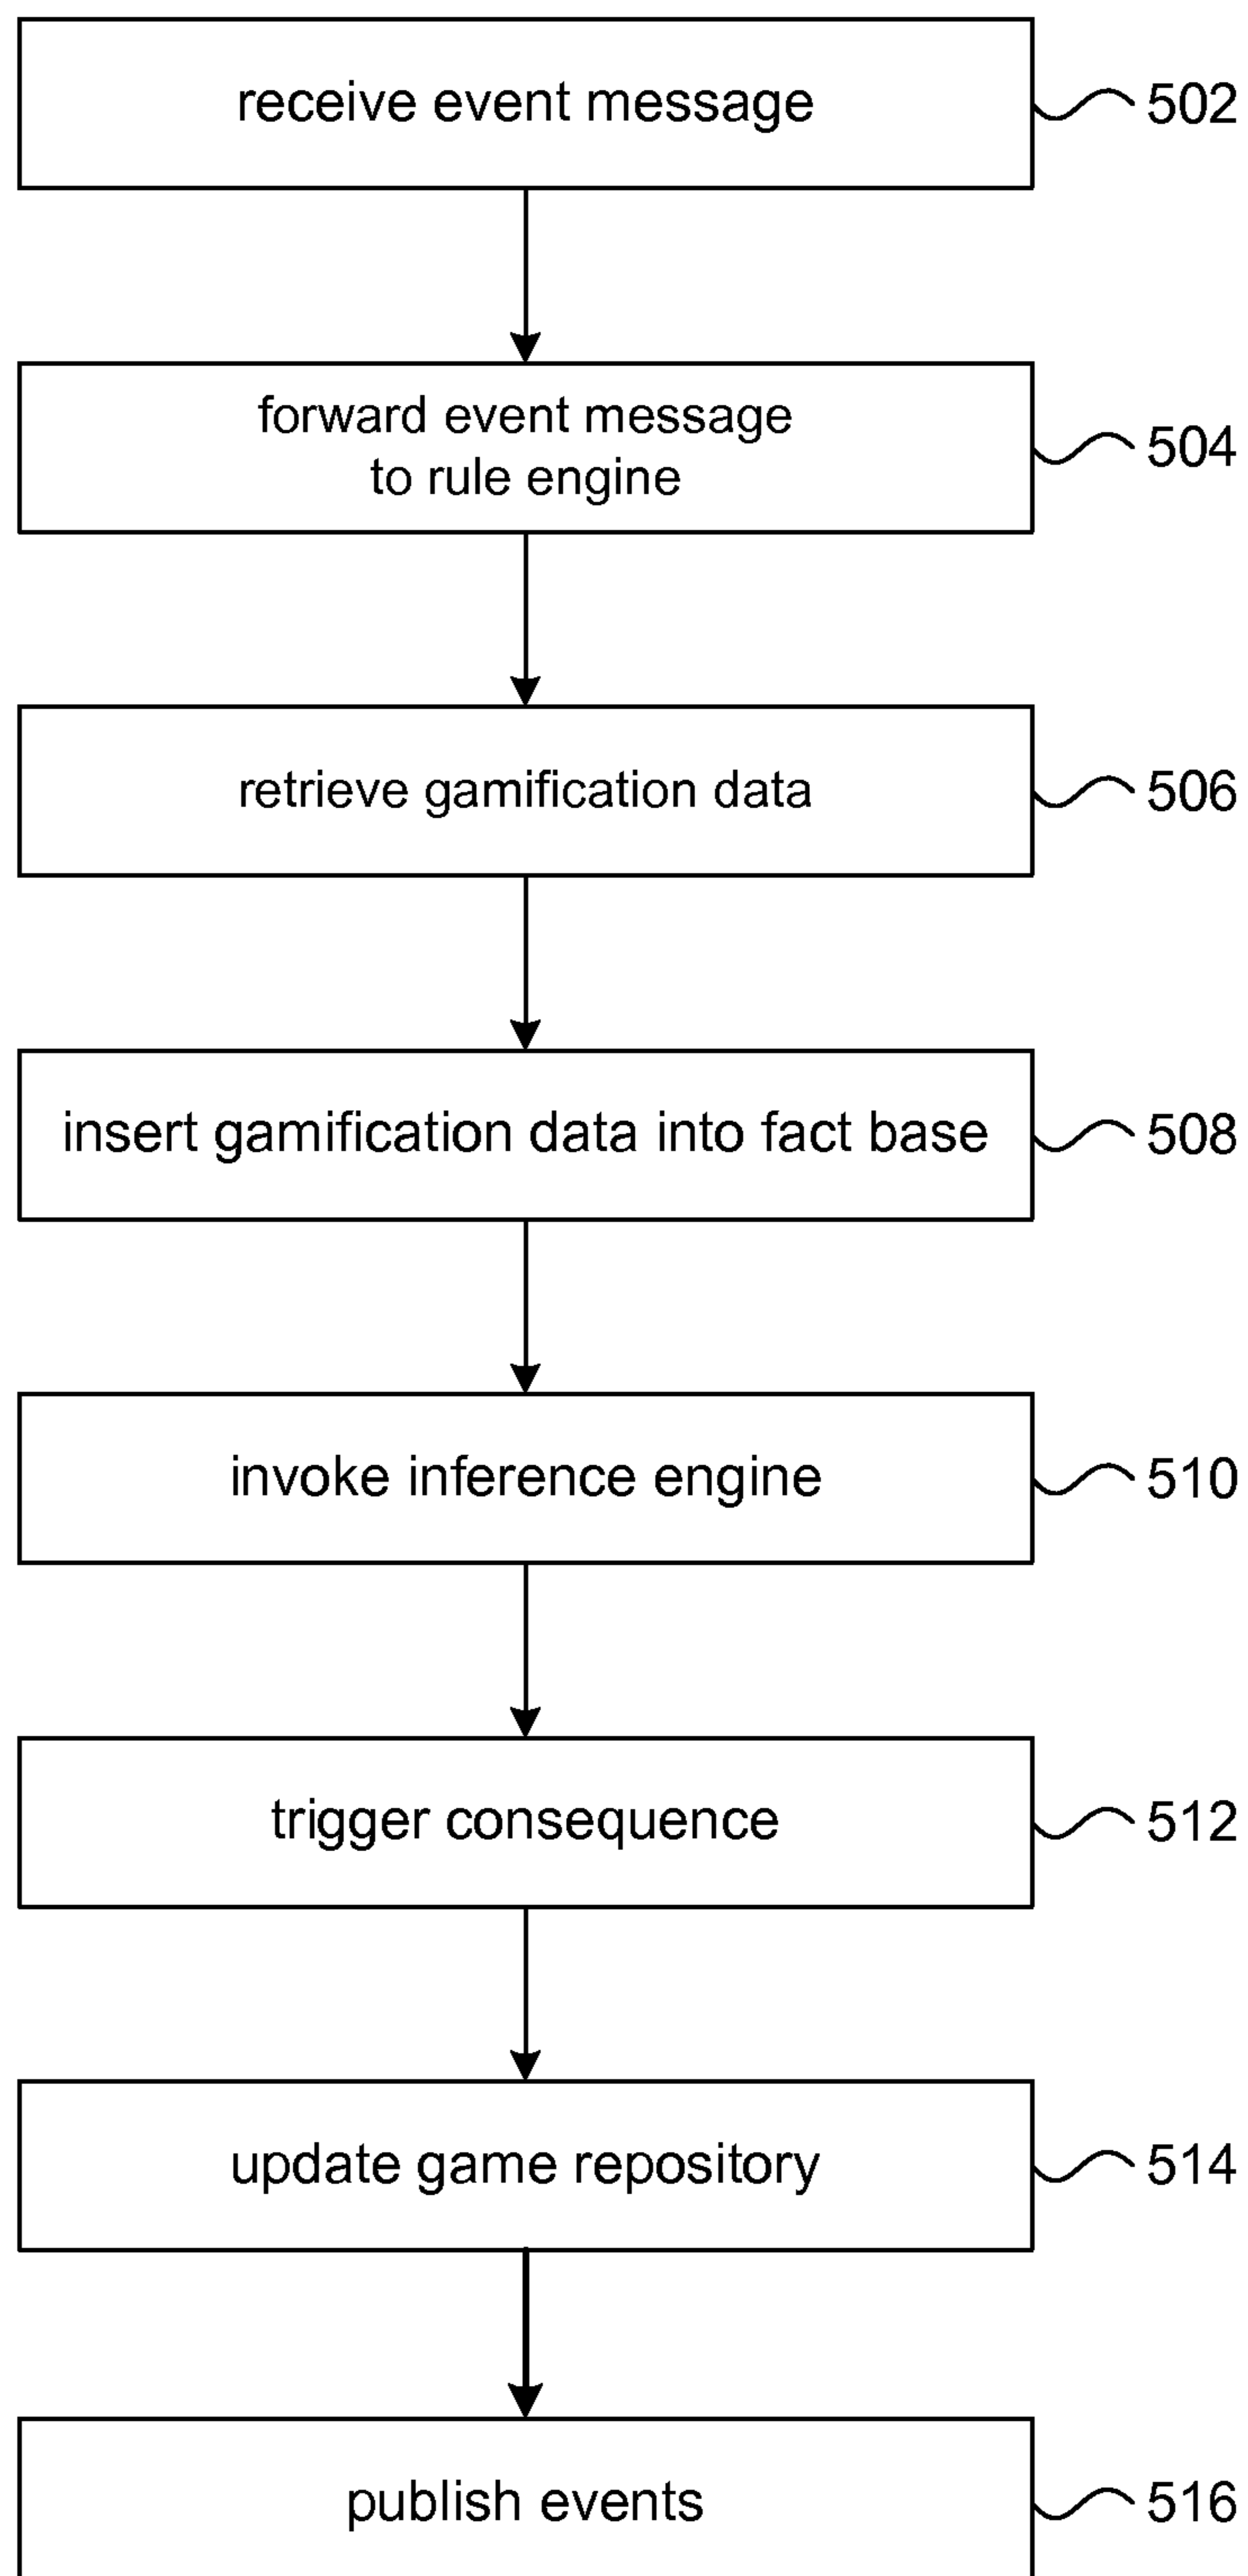 receive event message
502
forward event message
to rule engine
504
retrieve gamification data
506
insert gamification data into fact base
508
invoke inference engine
510
trigger consequence
512
update game repository
514
publish events
516